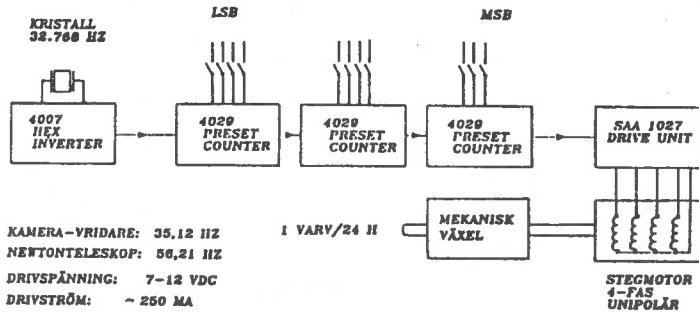 KRISTALL
32.768 HZ
LSB
MSB
4007
HEX
INVERTER
4029
PRESET
COUNTER
4029
PRESET
COUNTER
4029
PRESET
COUNTER
SAA 1027
DRIVE UNIT
KAMERA-VRIDARE: 35,12 HZ
NEWTONTELESKOP: 56,21 HZ
DRIVSPÄNNING: 7-12 VDC
DRIVSTRÖM: ~ 250 MA
1 VARV/24 H
MEKANISK
VÄXEL
STEGMOTOR
4-FAS
UNIPOLÄR